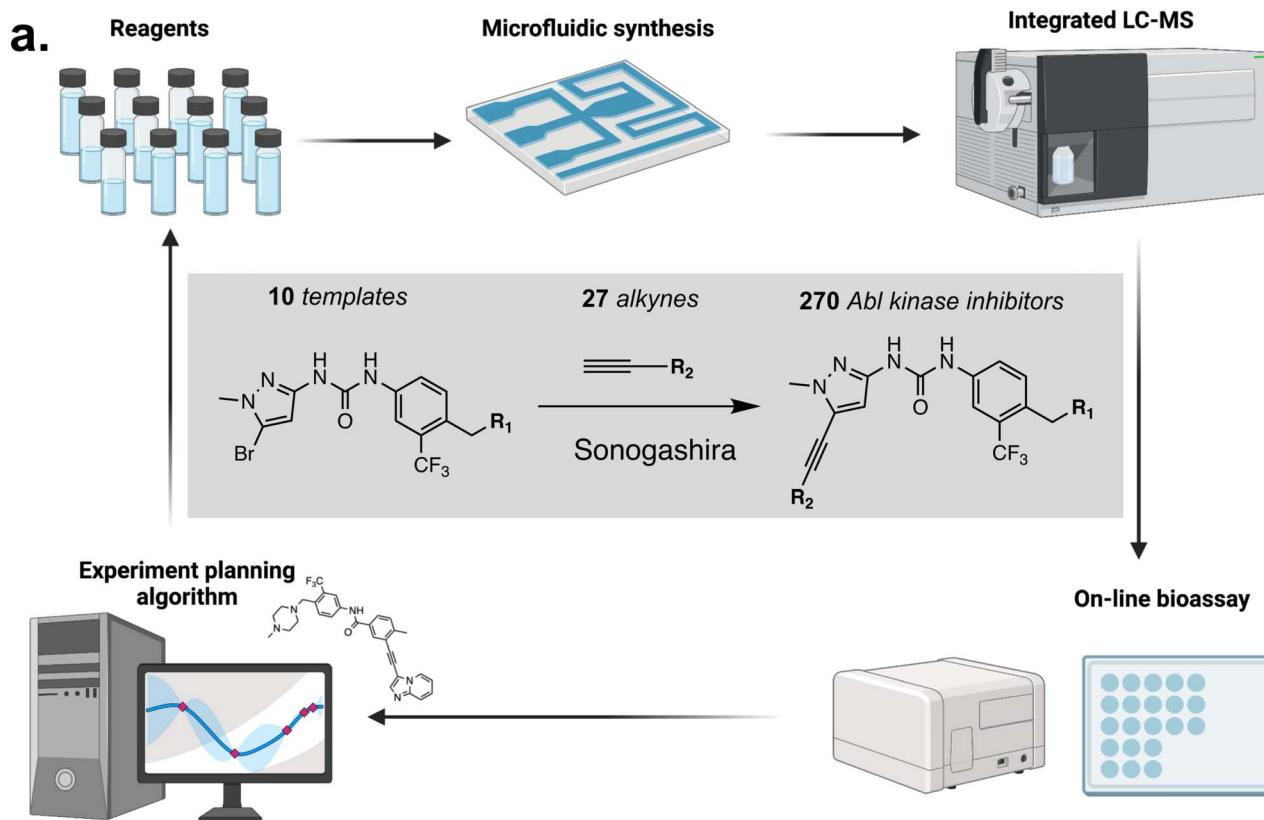 a.
Reagents
Microfluidic synthesis
Integrated LC-MS
10 templates
27 alkynes
270 Abl kinase inhibitors
N
N
H
N
H
N
O
Br
CF₃
R₁
R₂
Sonogashira
N
N
H
N
H
N
O
CF₃
R₁
R₂
Experiment planning
algorithm
F₃C
N
N
NH
O
N
N
On-line bioassay